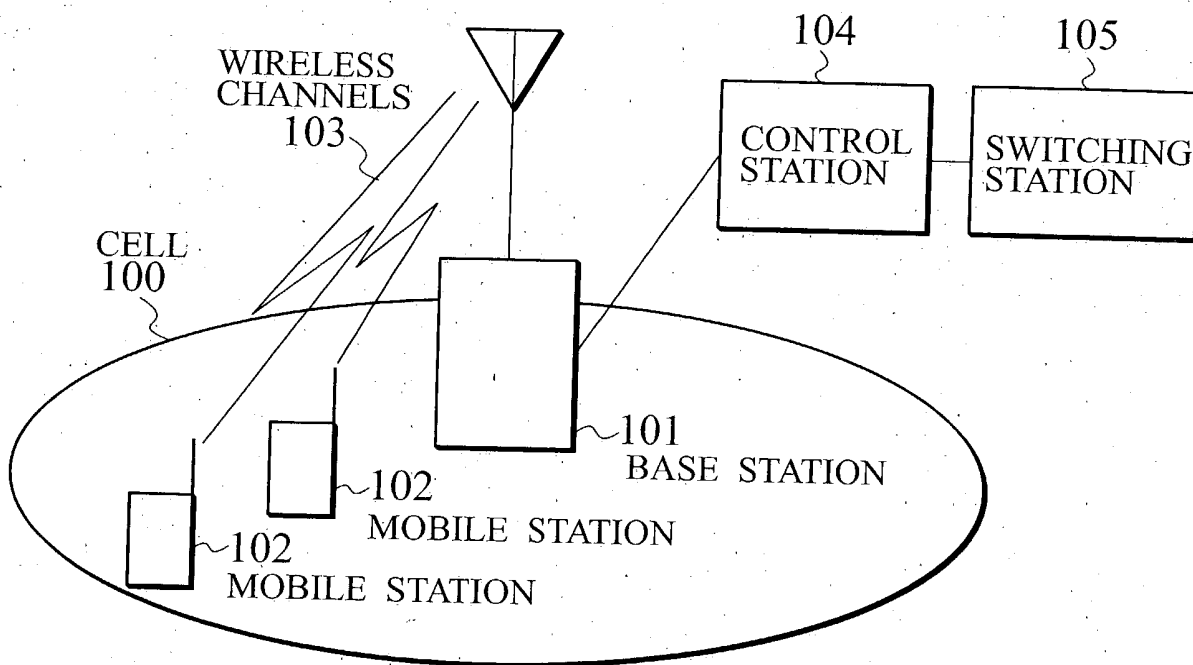 104
105
WIRELESS
CHANNELS
103
CONTROL
STATION
SWITCHING
STATION
CELL
100
101
BASE STATION
102
MOBILE STATION
102
MOBILE STATION